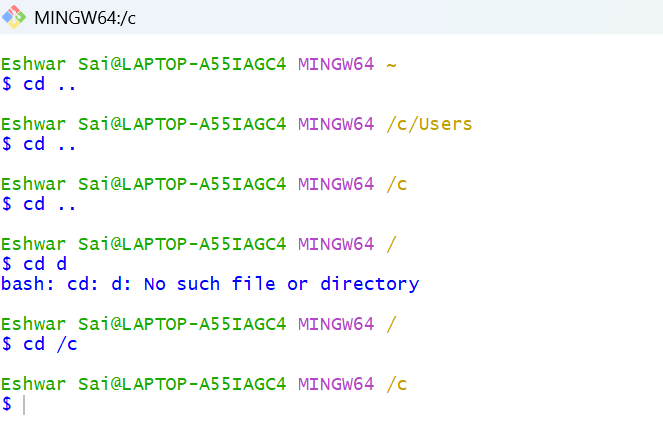 MINGW64:/c
Eshwar Sai@LAPTOP-A55IAGC4 MINGW64 ~
$ cd ..
Eshwar Sai@LAPTOP-A55IAGC4 MINGW64 /c/Users
$ cd ..
Eshwar Sai@LAPTOP-A55IAGC4 MINGW64 /c
$ cd ..
Eshwar Sai@LAPTOP-A55IAGC4 MINGW64 /
$ cd d
bash: cd: d: No such file or directory
Eshwar Sai@LAPTOP-A55IAGC4 MINGW64 /
$ cd /c
Eshwar Sai@LAPTOP-A55IAGC4 MINGW64 /c
$